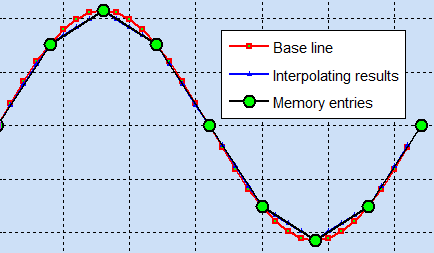 Base line
Interpolating results
Memory entries